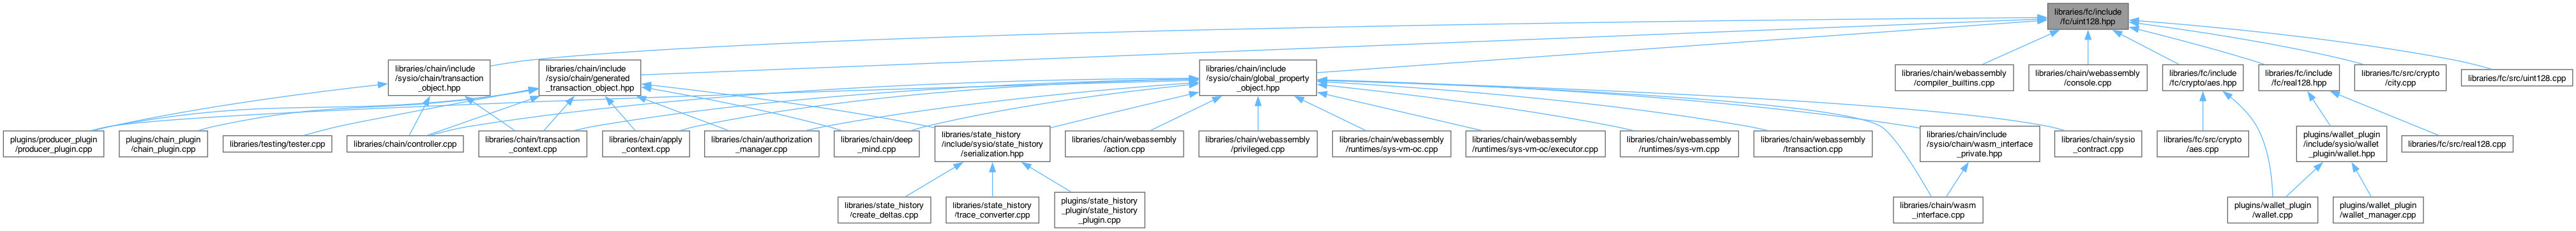 libraries/fc/include
/fc/uint128.hpp
libraries/chain/include
/sysio/chain/transaction
_object.hpp
libraries/chain/include
/sysio/chain/generated
_transaction_object.hpp
libraries/chain/include
/sysio/chain/global_property
_object.hpp
libraries/chain/webassembly
/compiler_builtins.cpp
libraries/chain/webassembly
/console.cpp
libraries/fc/include
/fc/crypto/aes.hpp
libraries/fc/include
/fc/real128.hpp
libraries/fc/src/crypto
/city.cpp
libraries/fc/src/uint128.cpp
plugins/producer_plugin
/producer_plugin.cpp
plugins/chain_plugin
/chain_plugin.cpp
libraries/testing/tester.cpp
libraries/chain/controller.cpp
libraries/chain/transaction
_context.cpp
libraries/chain/apply
_context.cpp
libraries/chain/authorization
_manager.cpp
libraries/chain/deep
_mind.cpp
libraries/state_history
/include/sysio/state_history
/serialization.hpp
libraries/chain/webassembly
/action.cpp
libraries/chain/webassembly
/privileged.cpp
libraries/chain/webassembly
/runtimes/sys-vm-oc.cpp
libraries/chain/webassembly
/runtimes/sys-vm-oc/executor.cpp
libraries/chain/webassembly
/runtimes/sys-vm.cpp
libraries/chain/webassembly
/transaction.cpp
libraries/chain/include
/sysio/chain/wasm_interface
_private.hpp
libraries/chain/sysio
_contract.cpp
libraries/fc/src/crypto
/aes.cpp
plugins/wallet_plugin
/include/sysio/wallet
_plugin/wallet.hpp
libraries/fc/src/real128.cpp
libraries/state_history
/create_deltas.cpp
libraries/state_history
/trace_converter.cpp
plugins/state_history
_plugin/state_history
_plugin.cpp
libraries/chain/wasm
_interface.cpp
plugins/wallet_plugin
/wallet.cpp
plugins/wallet_plugin
/wallet_manager.cpp